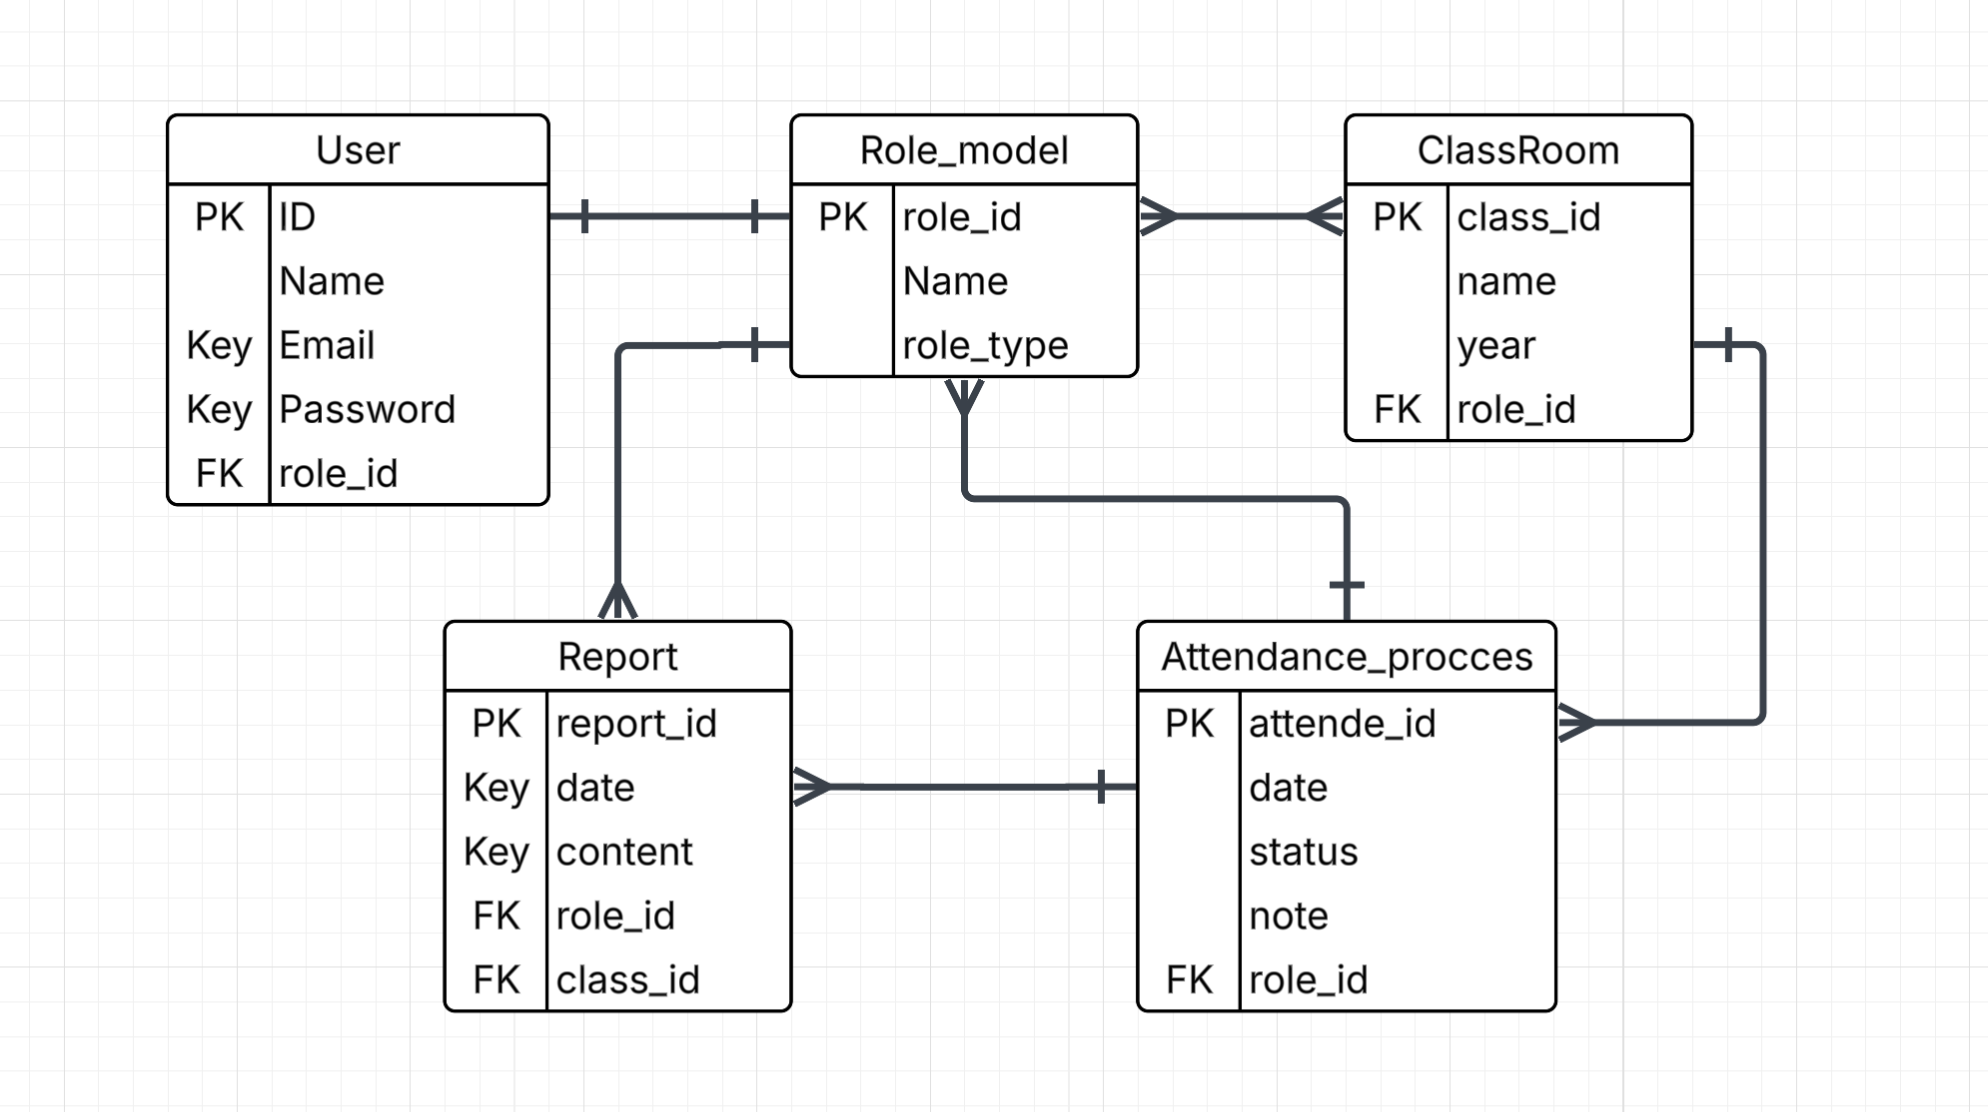 User
PK ID
Name
Key Email
Key Password
FK role_id
Role_model
PK role_id
Name
role_type
ClassRoom
PK class_id
name
year
FK role_id
Report
PK report_id
Key date
Key content
FK role_id
FK class_id
Attendance_procces
PK attende_id
date
status
note
FK role_id